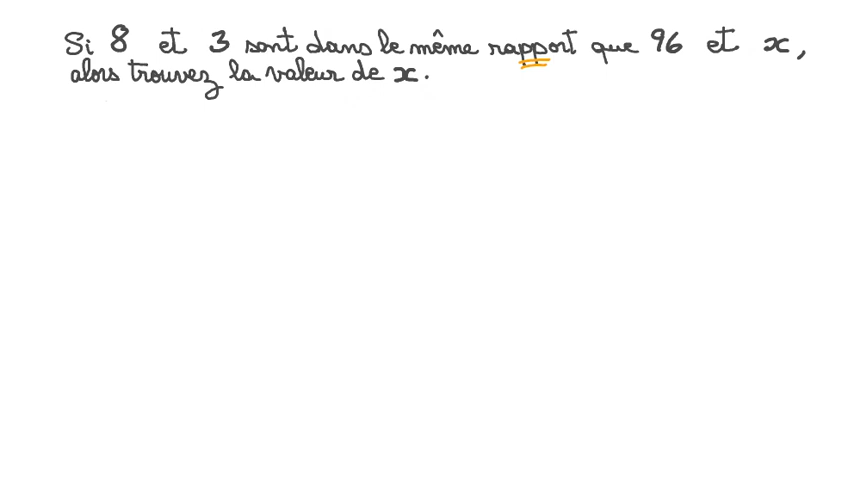 Si 8 et 3 sont dans le même rapport que 96 et x,
alors trouvez la valeur de x.